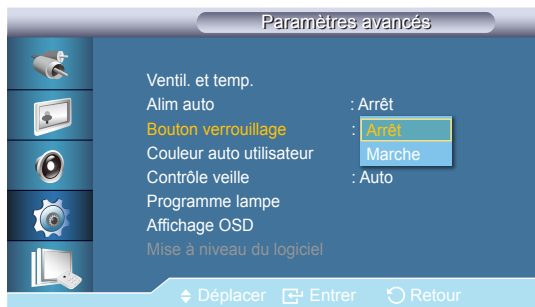 Paramètres avancés
Ventil. et temp.
Alim auto : Arrêt
Bouton verrouillage : Arrêt
Marche
Couleur auto utilisateur
Contrôle veille : Auto
Programme lampe
Affichage OSD
Mise à niveau du logiciel
Déplacer Entrer Retour